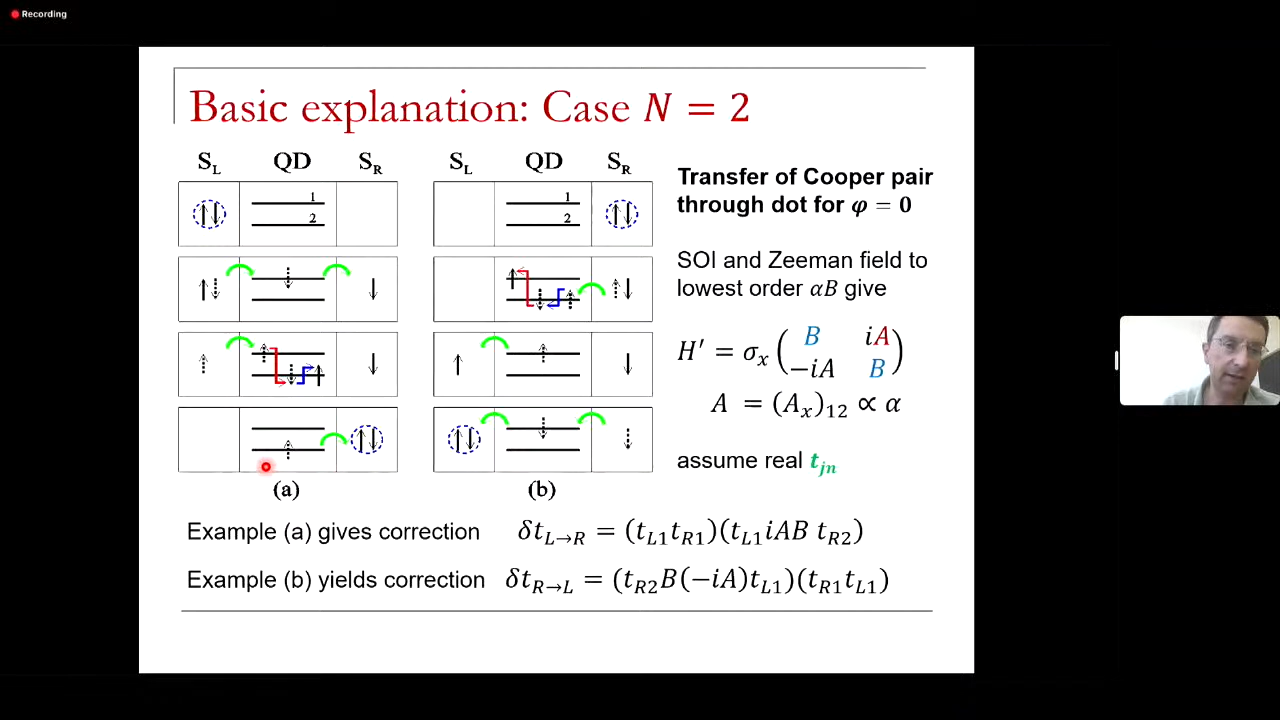 Recording
Basic explanation: Case N = 2
S_L QD S_R
1
2
(a)
S_L QD S_R
1
2
(b)
Transfer of Cooper pair
through dot for φ = 0
SOI and Zeeman field to
lowest order αB give
H′ = σ_x ( B iA
−iA B )
A = (A_x)_12 ∝ α
assume real t_jn
Example (a) gives correction δt_L→R = (t_L1 t_R1)(t_L1 iAB t_R2)
Example (b) yields correction δt_R→L = (t_R2 B(−iA)t_L1)(t_R1 t_L1)